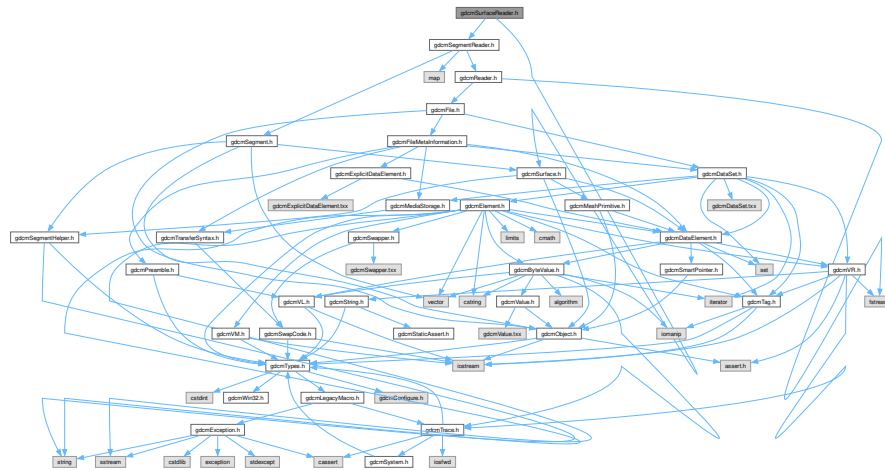 gdcmSurfaceReader.h
gdcmSegmentReader.h
map
gdcmReader.h
gdcmFile.h
gdcmSegment.h
gdcmFileMetaInformation.h
gdcmExplicitDataElement.h
gdcmSurface.h
gdcmDataSet.h
gdcmExplicitDataElement.txx
gdcmMediaStorage.h
gdcmElement.h
gdcmMeshPrimitive.h
gdcmDataSet.txx
gdcmSegmentHelper.h
gdcmTransferSyntax.h
gdcmSwapper.h
limits
cmath
gdcmDataElement.h
gdcmPreamble.h
gdcmSwapper.txx
gdcmByteValue.h
gdcmSmartPointer.h
set
gdcmVR.h
gdcmVL.h
gdcmString.h
vector
cstring
gdcmValue.h
algorithm
iterator
gdcmTag.h
fstream
gdcmVM.h
gdcmSwapCode.h
gdcmStaticAssert.h
gdcmValue.txx
gdcmObject.h
iomanip
gdcmTypes.h
iostream
assert.h
cstdint
gdcmWin32.h
gdcmLegacyMacro.h
gdcmConfigure.h
gdcmException.h
gdcmTrace.h
string
sstream
cstdlib
exception
stdexcept
cassert
gdcmSystem.h
iosfwd